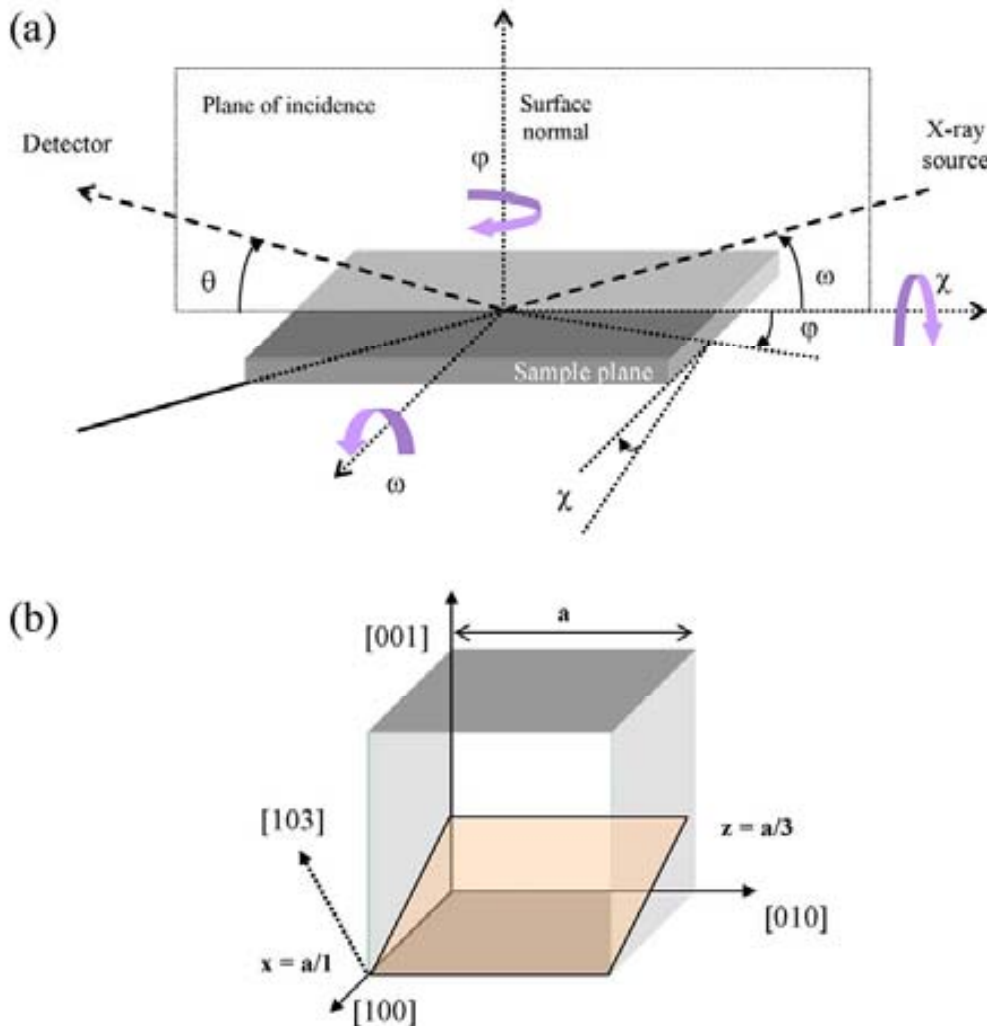 (a)
Plane of incidence
Surface
normal
Detector
X-ray
source
φ
θ
ω
χ
φ
Sample plane
ω
χ
(b)
[001]
a
[103]
z = a/3
[010]
x = a/1
[100]